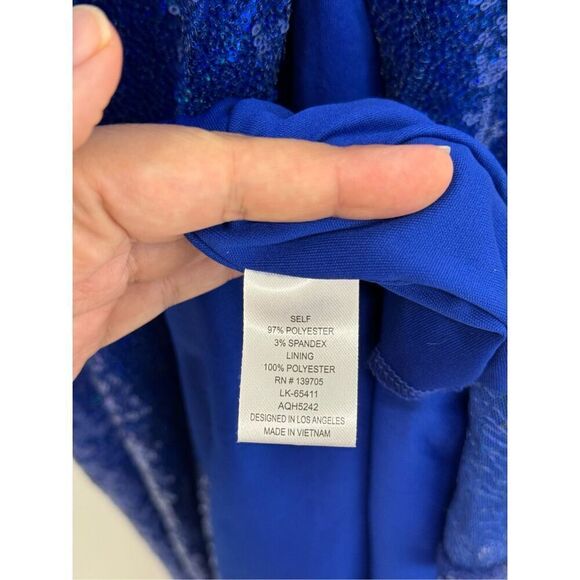 SELF
97% POLYESTER
3% SPANDEX
LINING
100% POLYESTER
RN # 139705
LK-65411
AQH5242
DESIGNED IN LOS ANGELES
MADE IN VIETNAM